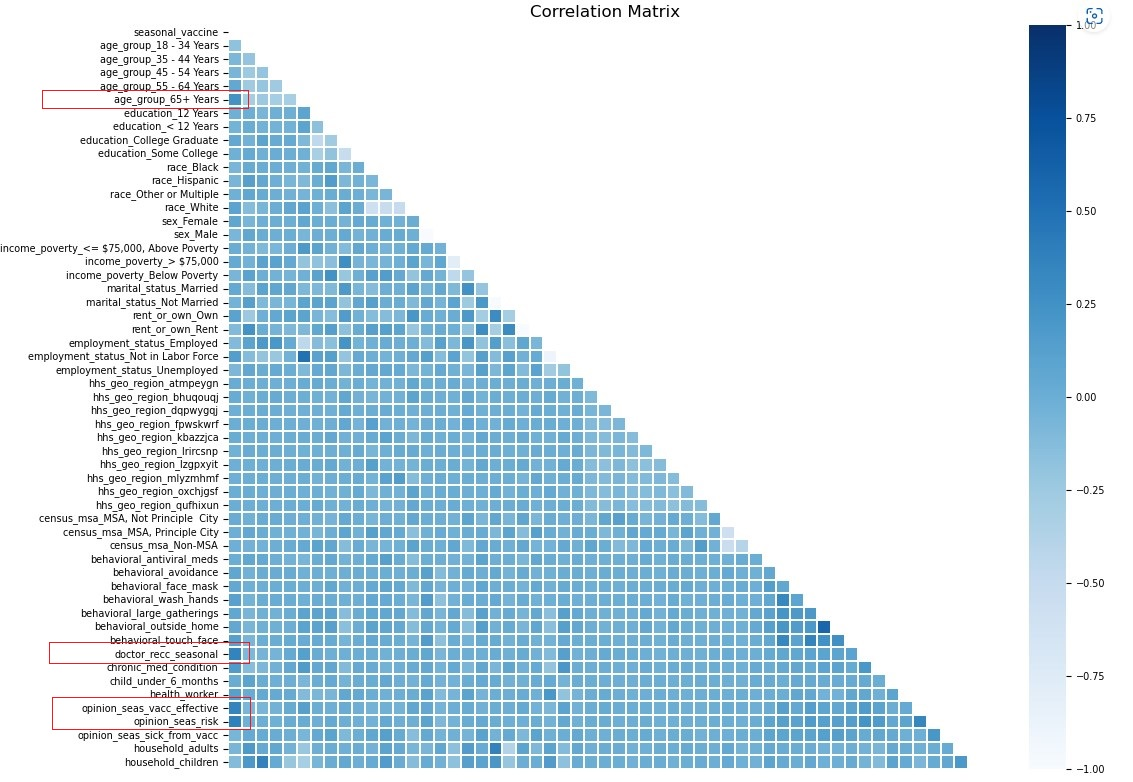 Correlation Matrix
seasonal_vaccine
age_group_18 - 34 Years
age_group_35 - 44 Years
age_group_45 - 54 Years
age_group_55 - 64 Years
age_group_65+ Years
education_12 Years
education_< 12 Years
education_College Graduate
education_Some College
race_Black
race_Hispanic
race_Other or Multiple
race_White
sex_Female
sex_Male
income_poverty_<= $75,000, Above Poverty
income_poverty_> $75,000
income_poverty_Below Poverty
marital_status_Married
marital_status_Not Married
rent_or_own_Own
rent_or_own_Rent
employment_status_Employed
employment_status_Not in Labor Force
employment_status_Unemployed
hhs_geo_region_atmpeygn
hhs_geo_region_bhuqouqj
hhs_geo_region_dqpwygqj
hhs_geo_region_fpwskwrf
hhs_geo_region_kbazzjca
hhs_geo_region_lrircsnp
hhs_geo_region_lzgpxyit
hhs_geo_region_mlyzmhmf
hhs_geo_region_oxchjgsf
hhs_geo_region_qufhixun
census_msa_MSA, Not Principle  City
census_msa_MSA, Principle City
census_msa_Non-MSA
behavioral_antiviral_meds
behavioral_avoidance
behavioral_face_mask
behavioral_wash_hands
behavioral_large_gatherings
behavioral_outside_home
behavioral_touch_face
doctor_recc_seasonal
chronic_med_condition
child_under_6_months
health_worker
opinion_seas_vacc_effective
opinion_seas_risk
opinion_seas_sick_from_vacc
household_adults
household_children
1.00
0.75
0.50
0.25
0.00
−0.25
−0.50
−0.75
−1.00